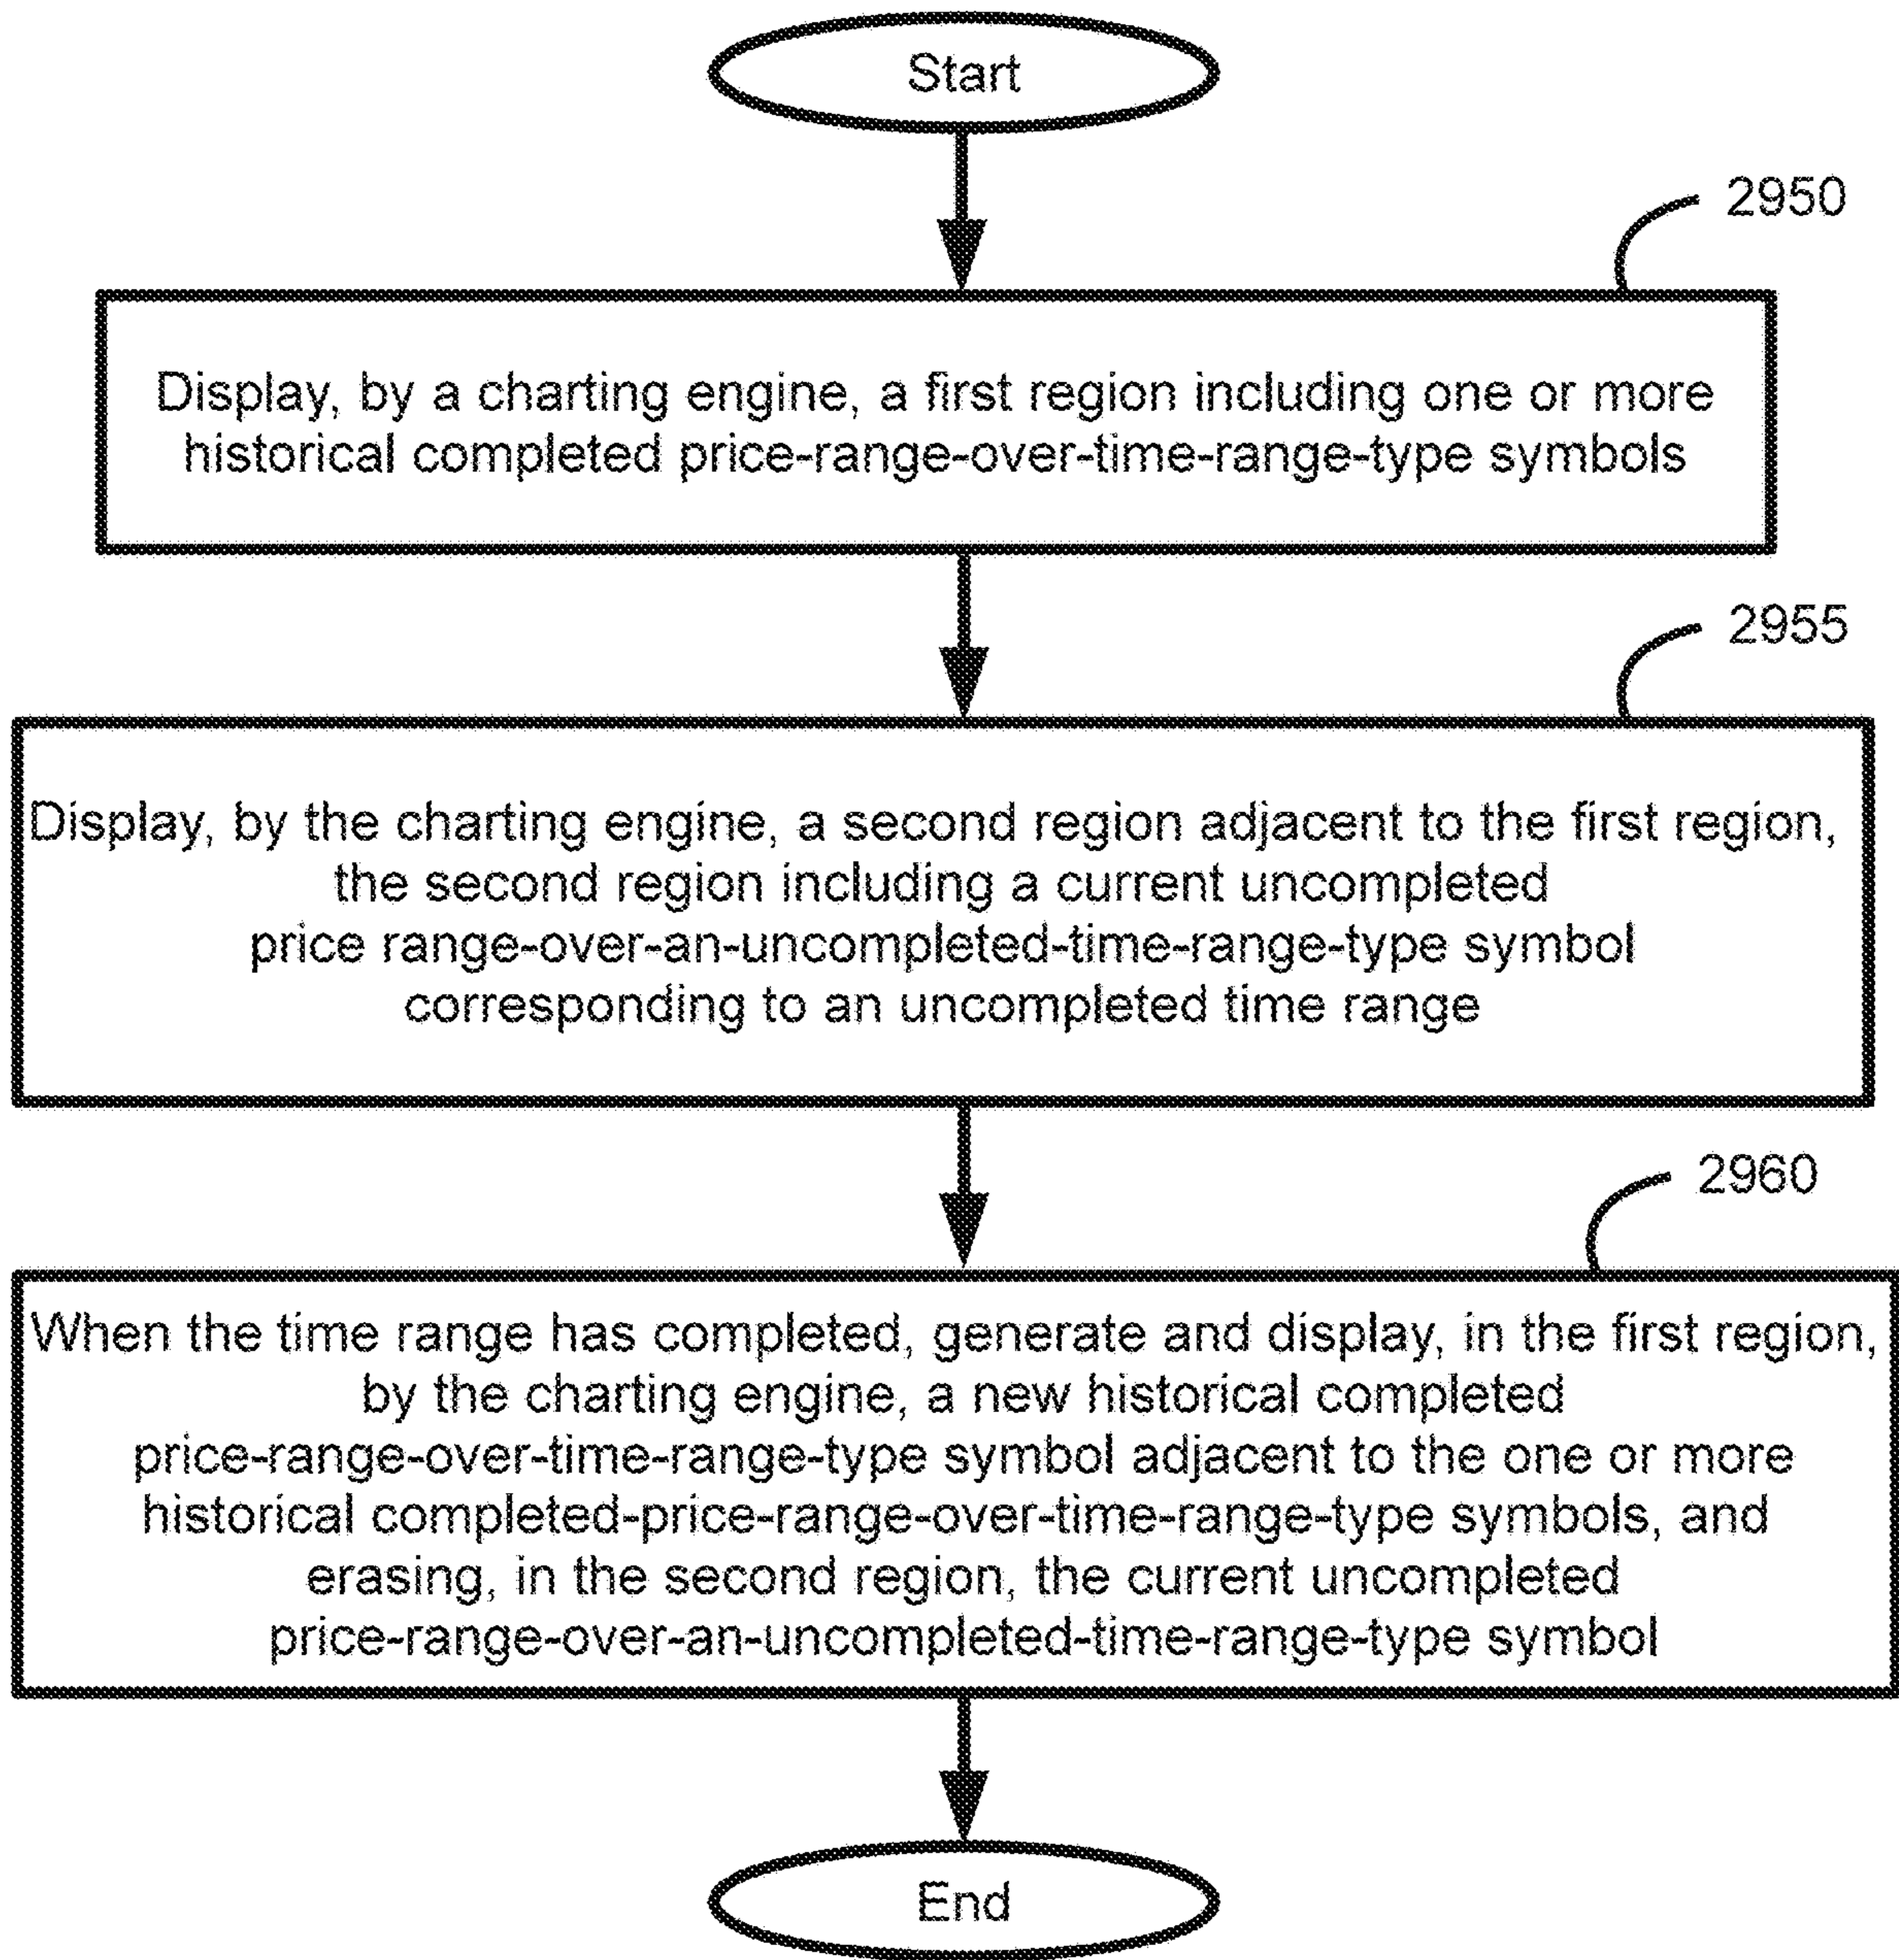 Start
2950
Display, by a charting engine, a first region including one or more
historical completed price-range-over-time-range-type symbols
2955
Display, by the charting engine, a second region adjacent to the first region,
the second region including a current uncompleted
price range-over-an-uncompleted-time-range-type symbol
corresponding to an uncompleted time range
2960
When the time range has completed, generate and display, in the first region,
by the charting engine, a new historical completed
price-range-over-time-range-type symbol adjacent to the one or more
historical completed-price-range-over-time-range-type symbols, and
erasing, in the second region, the current uncompleted
price-range-over-an-uncompleted-time-range-type symbol
End